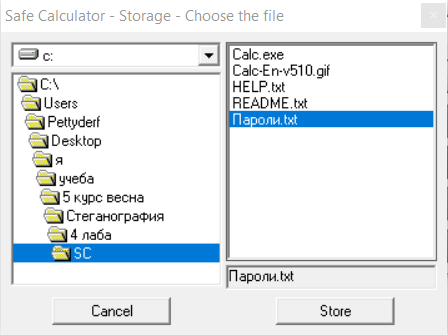 Safe Calculator - Storage - Choose the file
c:
C:\
Users
Pettyderf
Desktop
я
учеба
5 курс весна
Стеганография
4 лаба
SC
Calc.exe
Calc-En-v510.gif
HELP.txt
README.txt
Пароли.txt
Пароли.txt
Cancel
Store